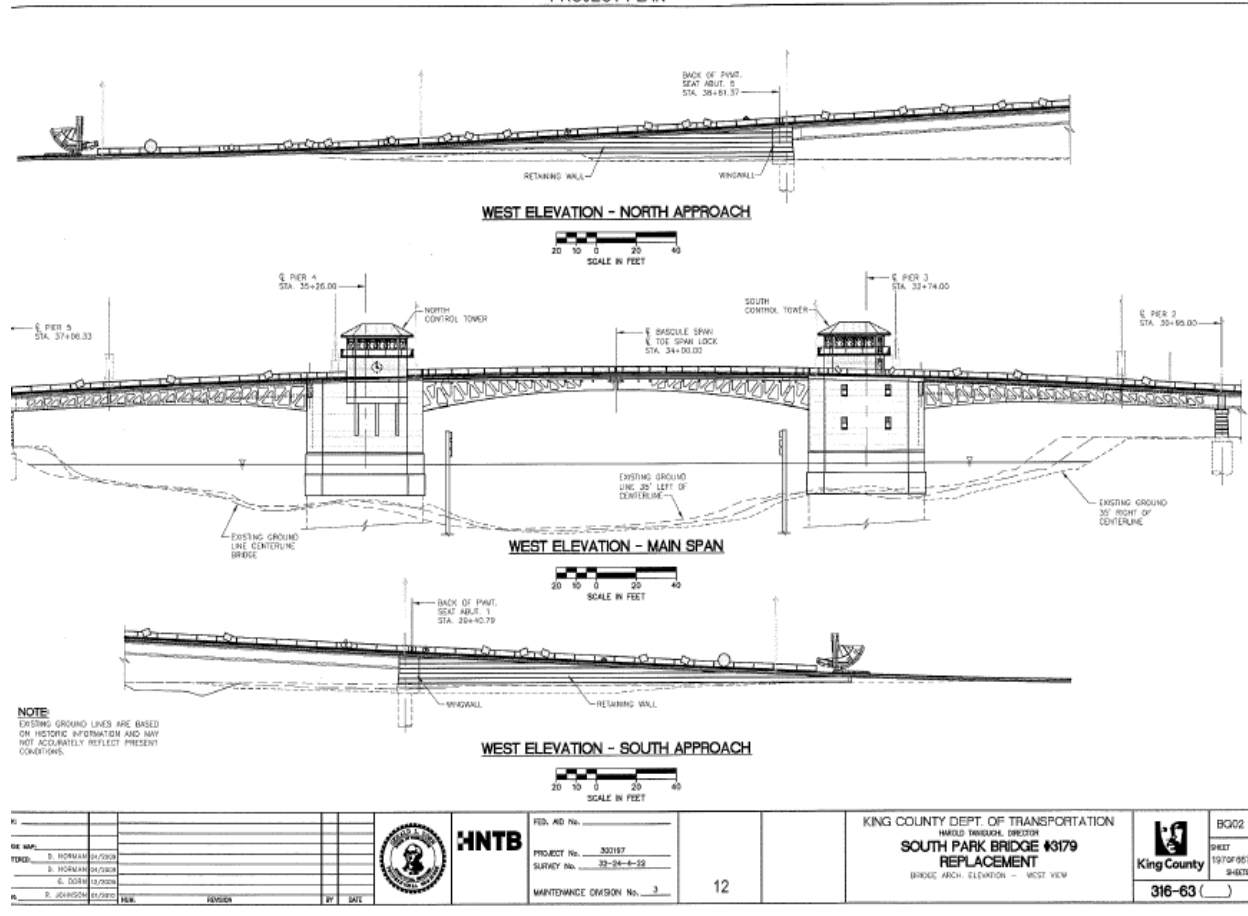 PROJECT PLAN
BACK OF PVMT.
SEAT ABUT. 6
STA. 38+61.37
RETAINING WALL
WINGWALL
WEST ELEVATION - NORTH APPROACH
20 10 0 20 40
SCALE IN FEET
℄ PIER 4
STA. 35+26.00
℄ PIER 3
STA. 32+74.00
NORTH
CONTROL TOWER
SOUTH
CONTROL TOWER
℄ PIER 5
STA. 37+06.33
℄ BASCULE SPAN
℄ TOE SPAN LOCK
STA. 34+00.00
℄ PIER 2
STA. 30+95.00
EXISTING GROUND
LINE 35' LEFT OF
CENTERLINE
EXISTING GROUND
35' RIGHT OF
CENTERLINE
EXISTING GROUND
LINE CENTERLINE
BRIDGE
WEST ELEVATION - MAIN SPAN
20 10 0 20 40
SCALE IN FEET
BACK OF PVMT.
SEAT ABUT. 1
STA. 29+40.79
WINGWALL
RETAINING WALL
NOTE:
EXISTING GROUND LINES ARE BASED
ON HISTORIC INFORMATION AND MAY
NOT ACCURATELY REFLECT PRESENT
CONDITIONS.
WEST ELEVATION - SOUTH APPROACH
20 10 0 20 40
SCALE IN FEET
D. NORMAN
D. NORMAN
G. DORN
R. JOHNSON
NUM. REVISION BY DATE
HNTB
FED. AID No.
PROJECT No. 300197
SURVEY No. 32-24-4-22
MAINTENANCE DIVISION No. 3
12
KING COUNTY DEPT. OF TRANSPORTATION
HAROLD TANIGUCHI, DIRECTOR
SOUTH PARK BRIDGE #3179
REPLACEMENT
BRIDGE ARCH. ELEVATION - WEST VIEW
King County
BG02
SHEET
197 OF 667
SHEETS
316-63 ( )